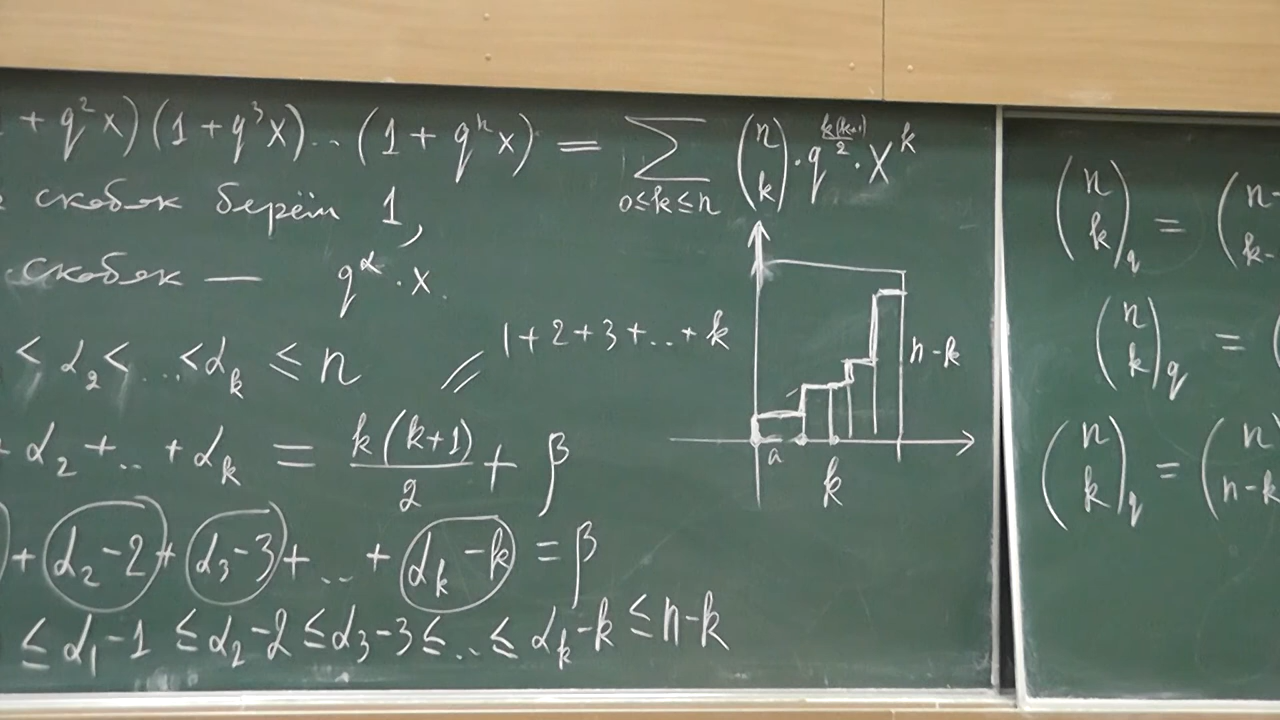 + q²x)(1 + q³x)...(1 + qⁿx) = ∑_{0≤k≤n} (n k) · q^{k(k+1)/2} · x^k
скобок берём 1,
скобок — q^α · x.
< α₂ < ... < α_k ≤ n
1 + 2 + 3 + ... + k
α₂ + ... + α_k = k(k+1)/2 + β
+ (α₂ - 2) + (α₃ - 3) + ... + (α_k - k) = β
≤ α₁ - 1 ≤ α₂ - 2 ≤ α₃ - 3 ≤ ... ≤ α_k - k ≤ n - k
n - k
a
k
(n k)_q = (n- k-
(n k)_q = (
(n k)_q = (n n-k